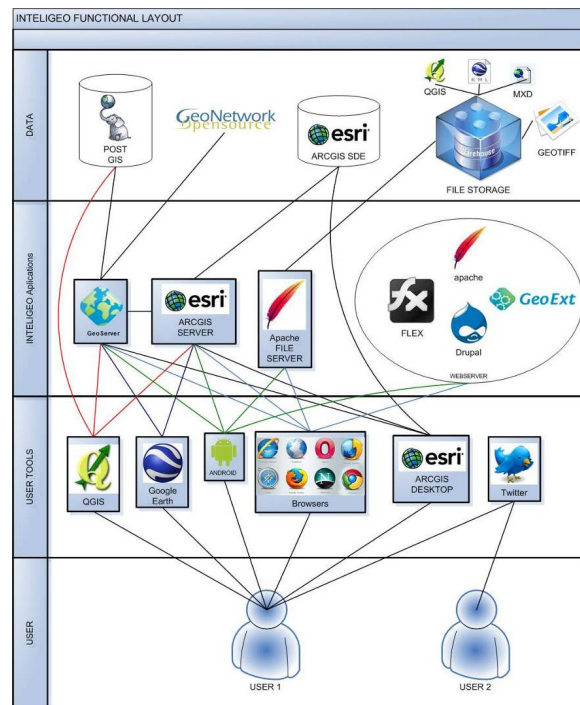 INTELIGEO FUNCTIONAL LAYOUT
DATA
POST
GIS
GeoNetwork
Opensource
esri
ARCGIS SDE
QGIS
KML
MXD
warehouse
FILE STORAGE
GEOTIFF
INTELIGEO Aplications
GeoServer
esri
ARCGIS
SERVER
Apache
FILE
SERVER
apache
fx
FLEX
GeoExt
Drupal
WEBSERVER
USER TOOLS
QGIS
Google
Earth
ANDROID
Browsers
esri
ARCGIS
DESKTOP
Twitter
USER
USER 1
USER 2